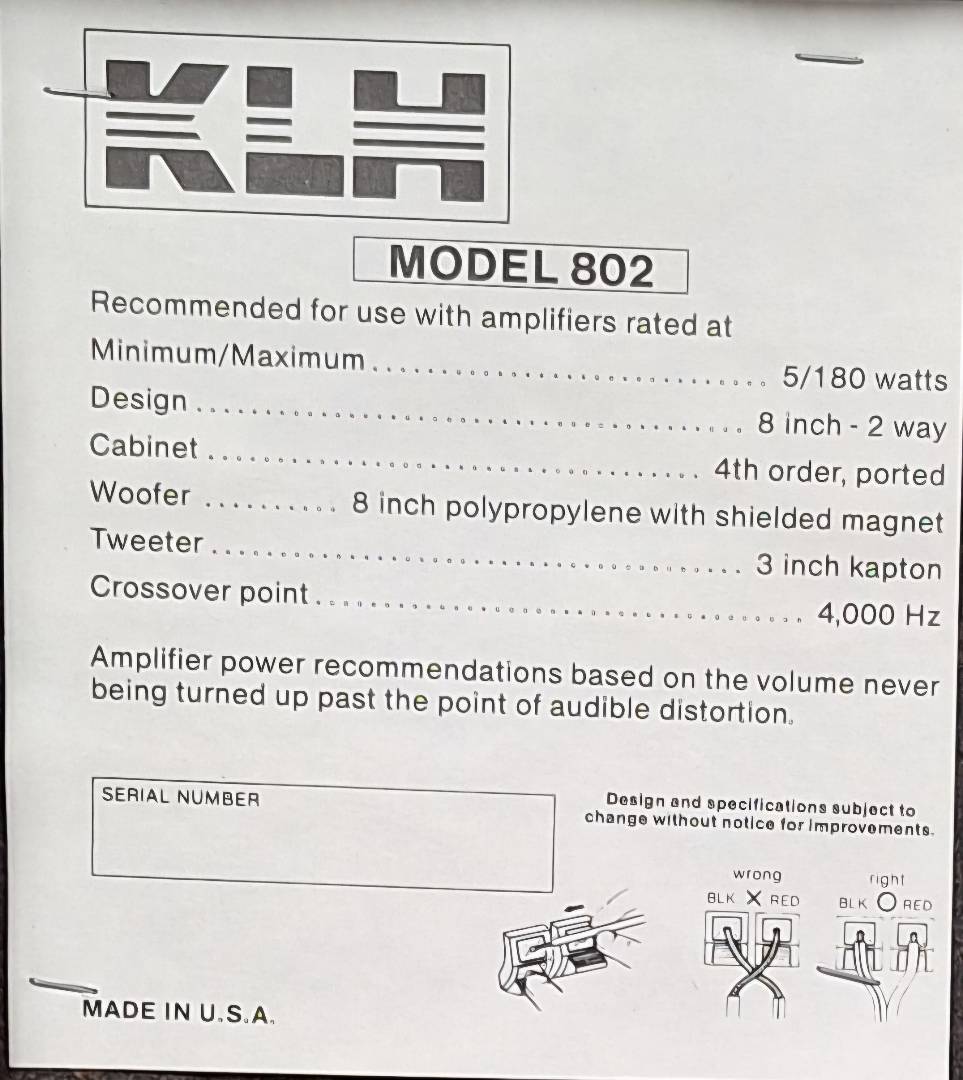 KLH
MODEL 802
Recommended for use with amplifiers rated at
Minimum/Maximum ............................. 5/180 watts
Design ........................................ 8 inch - 2 way
Cabinet .................................... 4th order, ported
Woofer .......... 8 inch polypropylene with shielded magnet
Tweeter ...................................... 3 inch kapton
Crossover point .................................... 4,000 Hz
Amplifier power recommendations based on the volume never
being turned up past the point of audible distortion.
SERIAL NUMBER
Design and specifications subject to
change without notice for improvements.
wrong
BLK X RED
right
BLK O RED
MADE IN U.S.A.